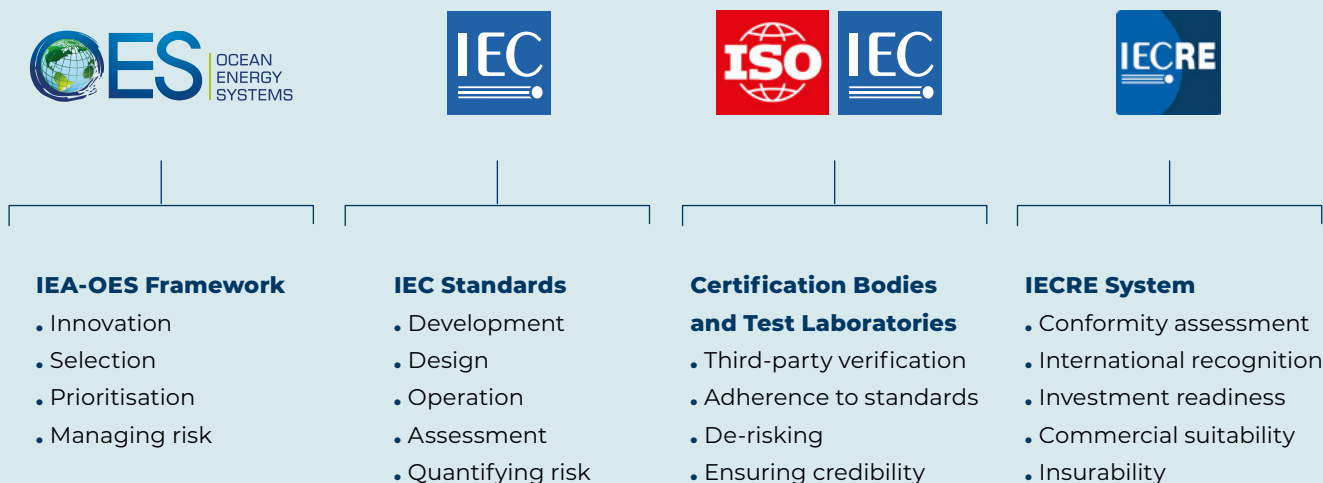 OES
OCEAN
ENERGY
SYSTEMS
IEC
ISO
IEC
IECRE
IEA-OES Framework
• Innovation
• Selection
• Prioritisation
• Managing risk
IEC Standards
• Development
• Design
• Operation
• Assessment
• Quantifying risk
Certification Bodies
and Test Laboratories
• Third-party verification
• Adherence to standards
• De-risking
• Ensuring credibility
IECRE System
• Conformity assessment
• International recognition
• Investment readiness
• Commercial suitability
• Insurability